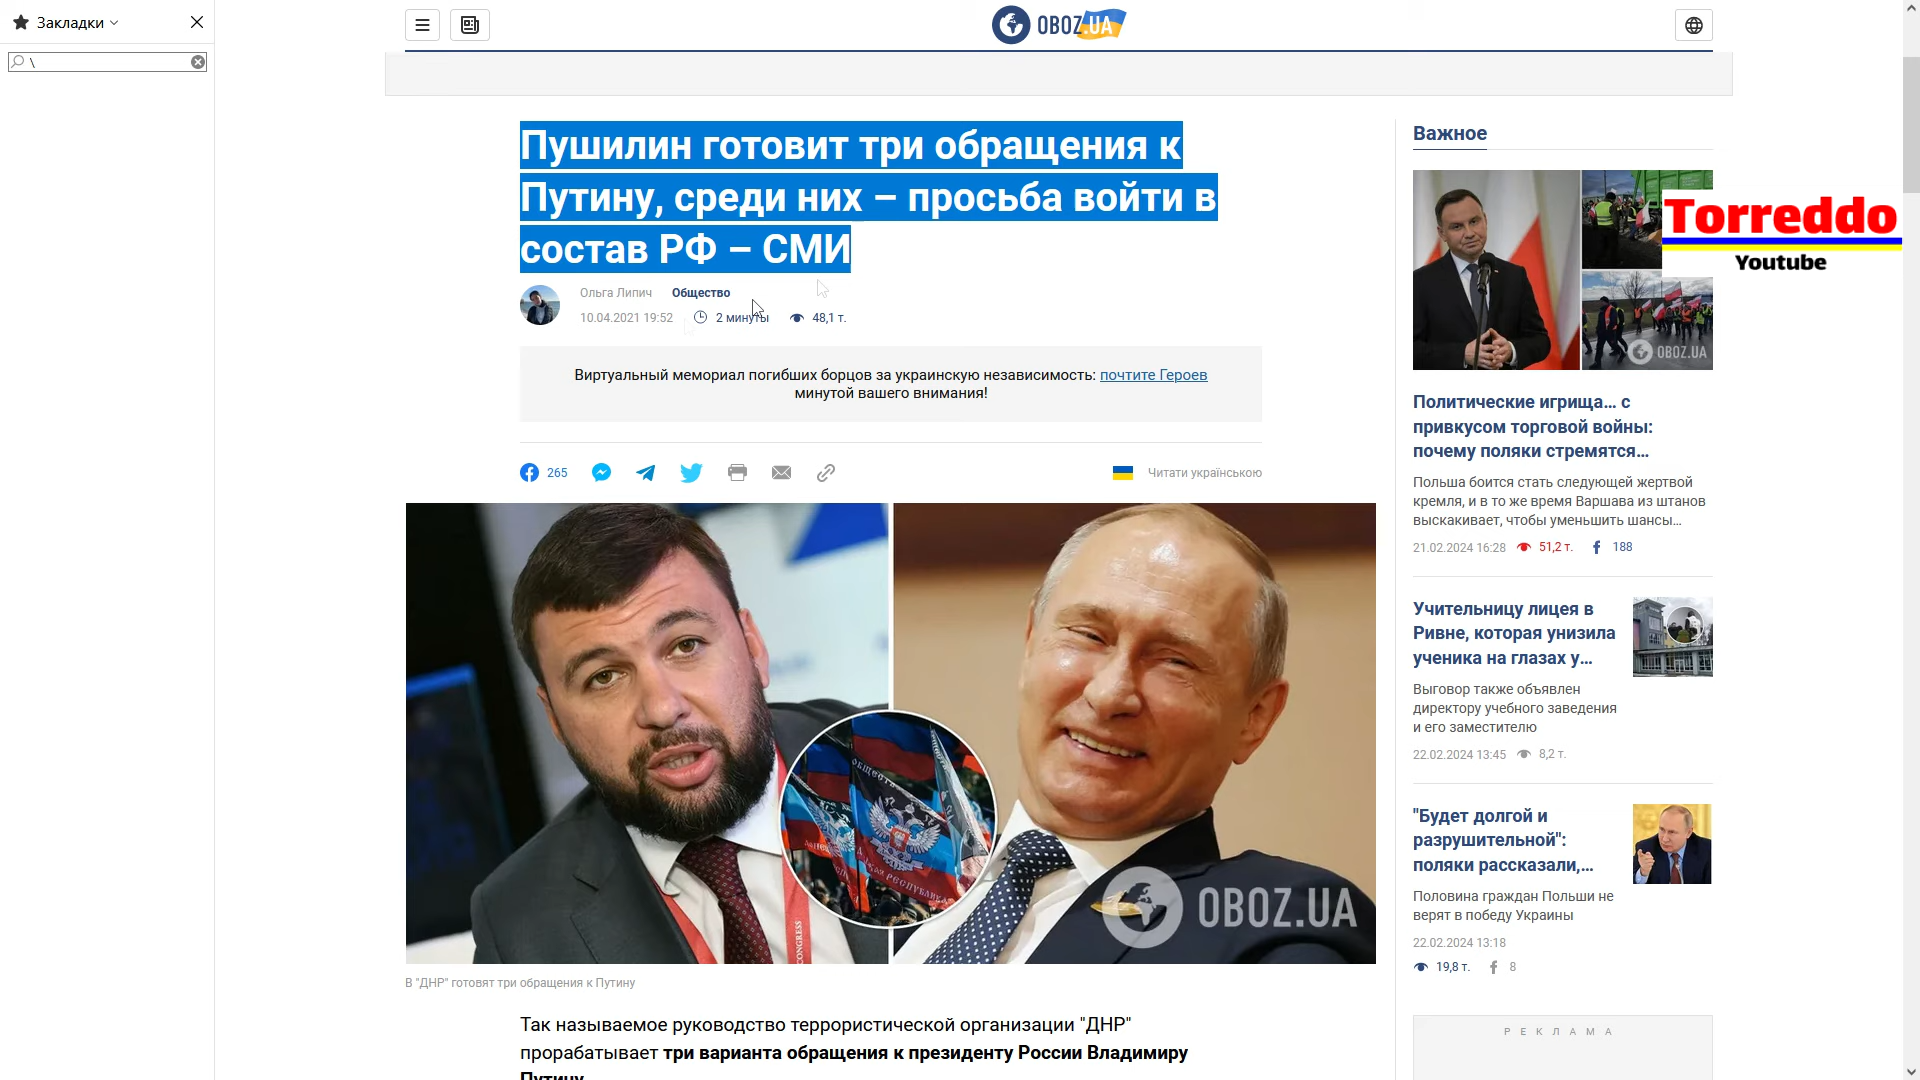 Закладки
\
OBOZ.UA
Пушилин готовит три обращения к
Путину, среди них – просьба войти в
состав РФ – СМИ
Ольга Липич Общество
10.04.2021 19:52 2 минуты 48,1 т.
Виртуальный мемориал погибших борцов за украинскую независимость: почтите Героев
минутой вашего внимания!
265
Читати українською
CONGRESS
OBOZ.UA
В "ДНР" готовят три обращения к Путину
Так называемое руководство террористической организации "ДНР"
прорабатывает три варианта обращения к президенту России Владимиру
Путину
Важное
Torreddo
Youtube
OBOZ.UA
Политические игрища... с
привкусом торговой войны:
почему поляки стремятся...
Польша боится стать следующей жертвой
кремля, и в то же время Варшава из штанов
выскакивает, чтобы уменьшить шансы...
21.02.2024 16:28 51,2 т. 188
Учительницу лицея в
Ривне, которая унизила
ученика на глазах у...
Выговор также объявлен
директору учебного заведения
и его заместителю
22.02.2024 13:45 8,2 т.
"Будет долгой и
разрушительной":
поляки рассказали,...
Половина граждан Польши не
верят в победу Украины
22.02.2024 13:18
19,8 т. 8
РЕКЛАМА